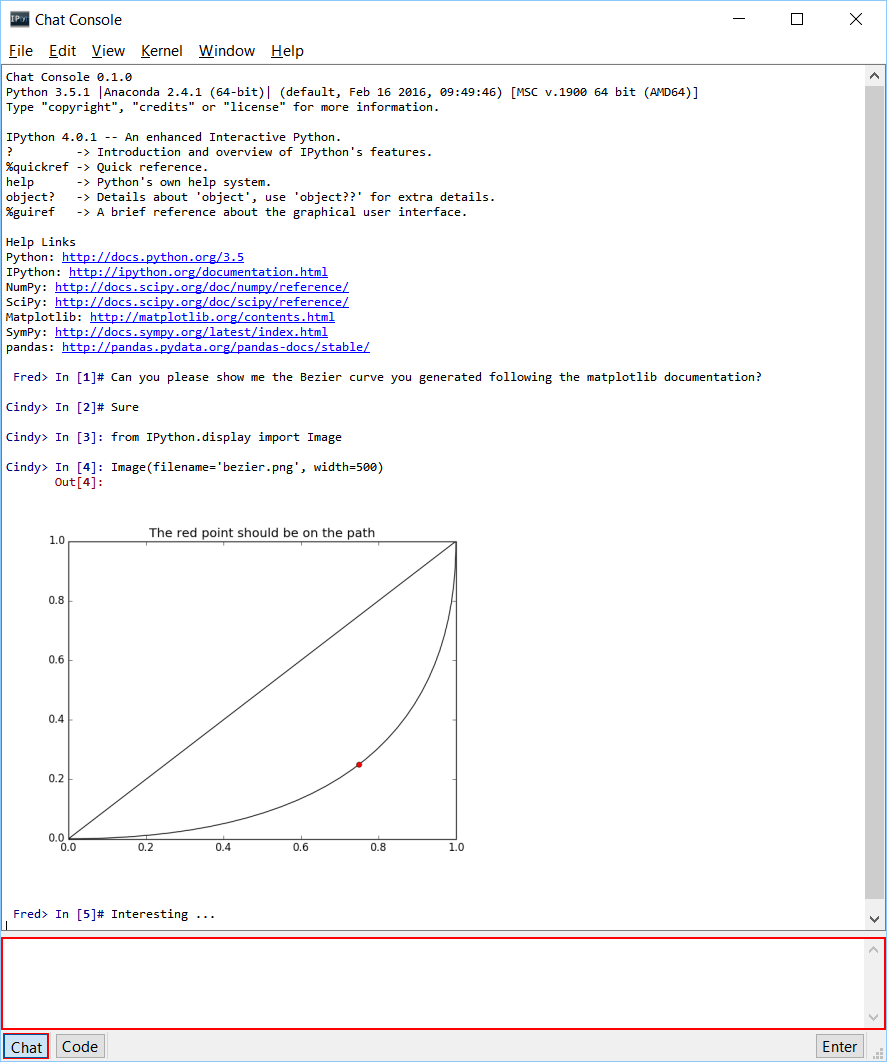 IP[y] Chat Console
File Edit View Kernel Window Help
Chat Console 0.1.0
Python 3.5.1 |Anaconda 2.4.1 (64-bit)| (default, Feb 16 2016, 09:49:46) [MSC v.1900 64 bit (AMD64)]
Type "copyright", "credits" or "license" for more information.
IPython 4.0.1 -- An enhanced Interactive Python.
?         -> Introduction and overview of IPython's features.
%quickref -> Quick reference.
help      -> Python's own help system.
object?   -> Details about 'object', use 'object??' for extra details.
%guiref   -> A brief reference about the graphical user interface.
Help Links
Python: http://docs.python.org/3.5
IPython: http://ipython.org/documentation.html
NumPy: http://docs.scipy.org/doc/numpy/reference/
SciPy: http://docs.scipy.org/doc/scipy/reference/
Matplotlib: http://matplotlib.org/contents.html
SymPy: http://docs.sympy.org/latest/index.html
pandas: http://pandas.pydata.org/pandas-docs/stable/
Fred> In [1]# Can you please show me the Bezier curve you generated following the matplotlib documentation?
Cindy> In [2]# Sure
Cindy> In [3]: from IPython.display import Image
Cindy> In [4]: Image(filename='bezier.png', width=500)
Out[4]:
The red point should be on the path
1.0
0.8
0.6
0.4
0.2
0.0
0.0 0.2 0.4 0.6 0.8 1.0
Fred> In [5]# Interesting ...
Chat Code Enter